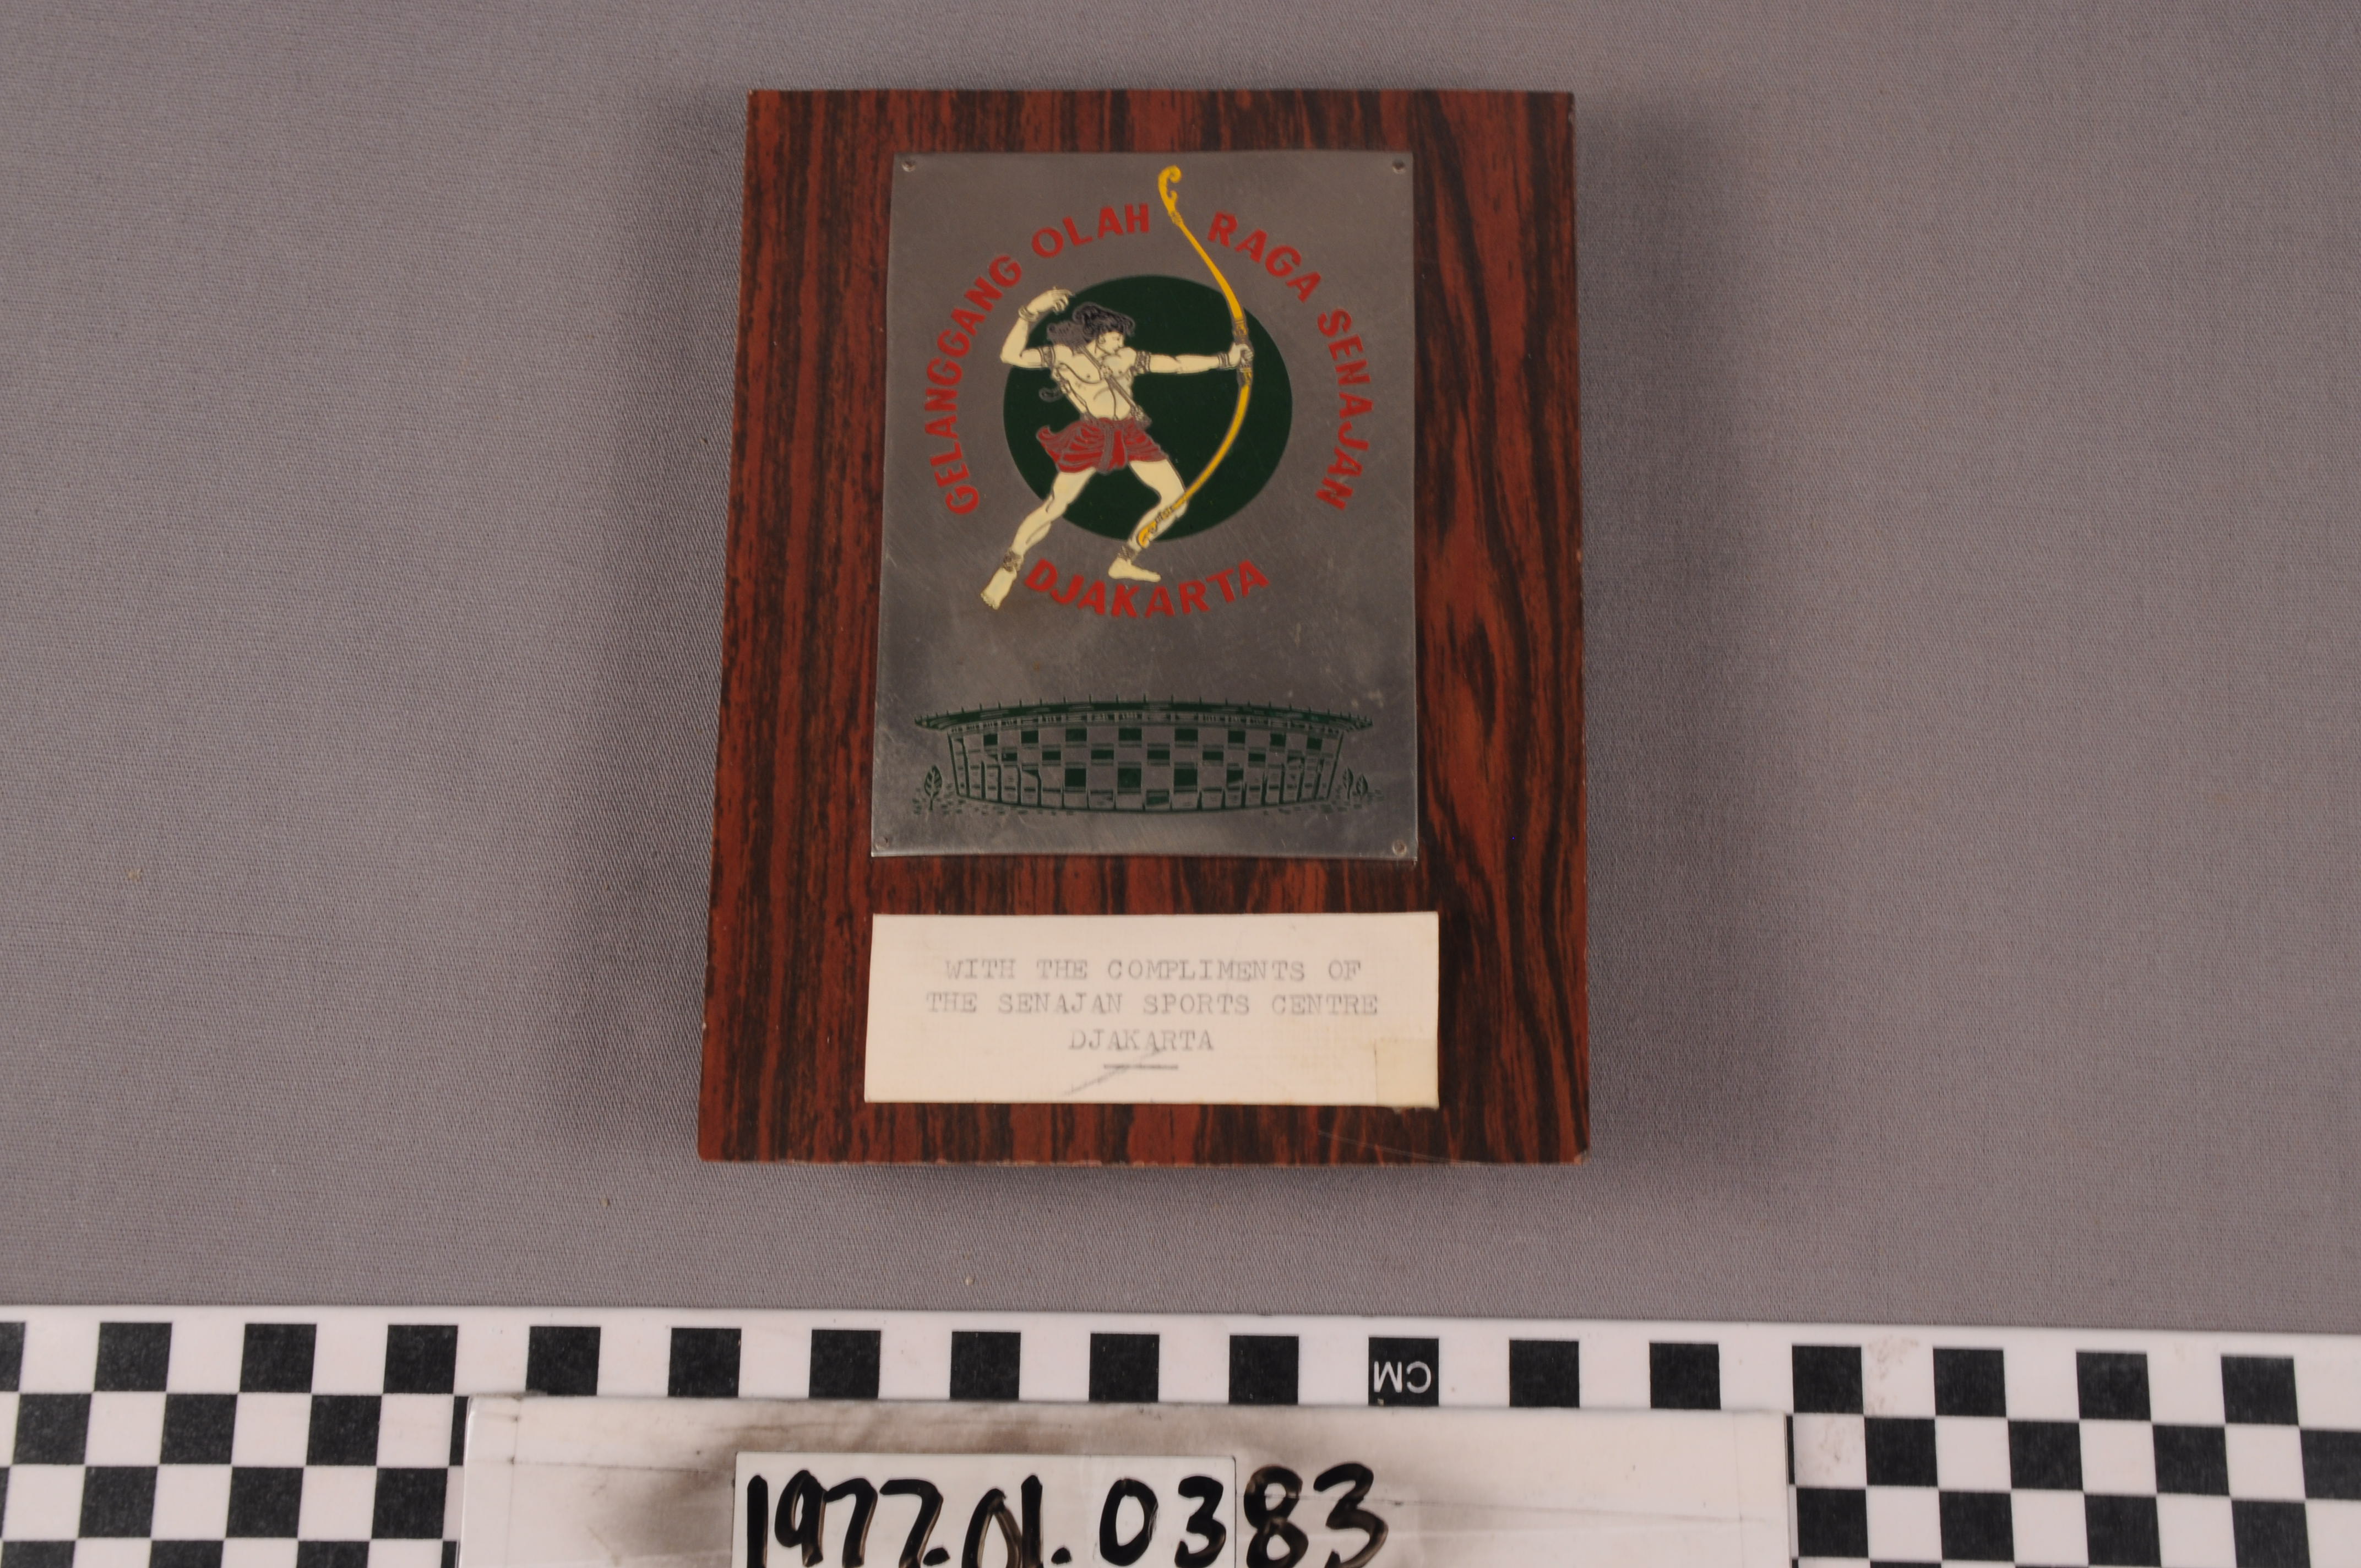 GELANGGANG OLAH RAGA SENAJAN
DJAKARTA
WITH THE COMPLIMENTS OF
THE SENAJAN SPORTS CENTRE
DJAKARTA
CM
1977.01.0383